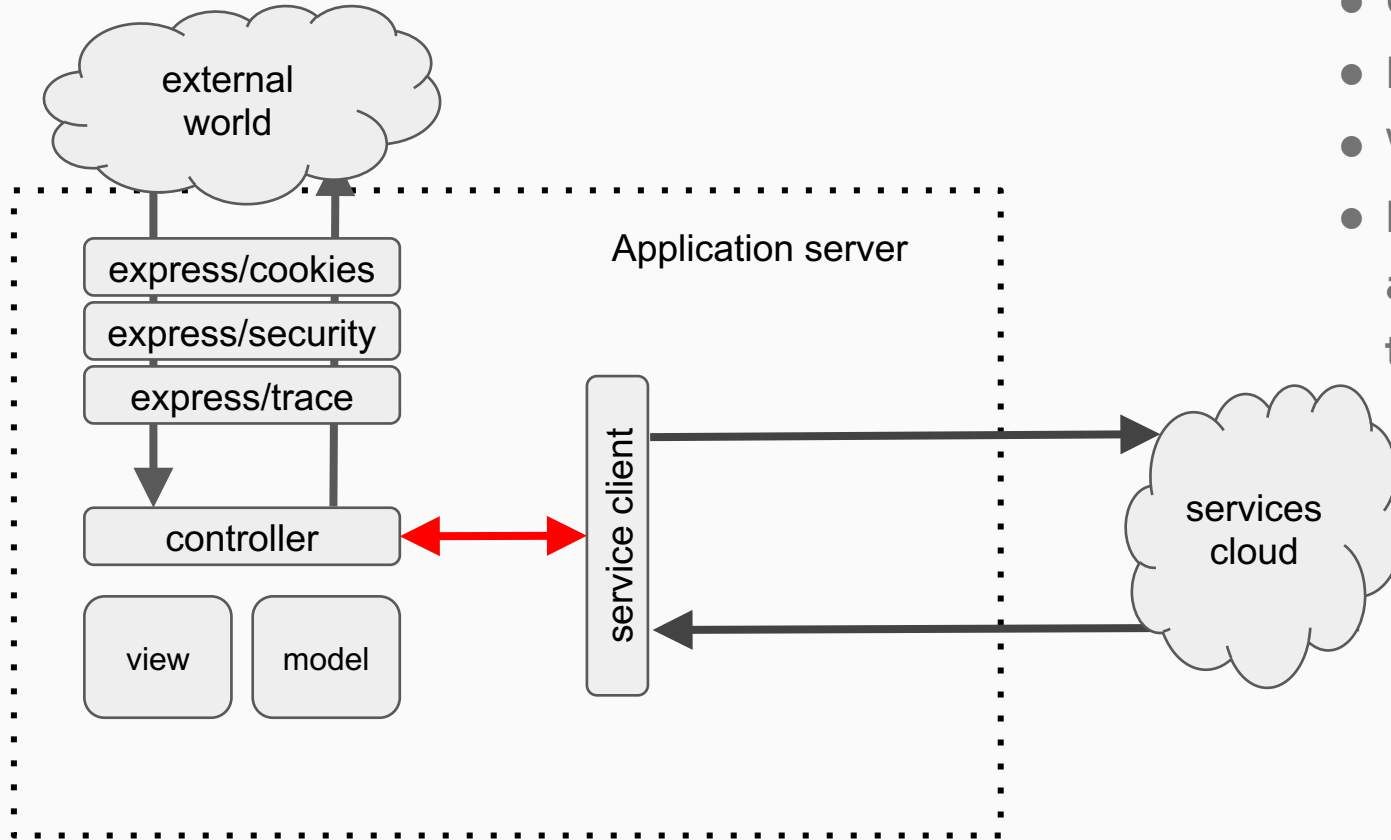 external
world
Application server
express/cookies
express/security
express/trace
controller
service client
services
cloud
view
model